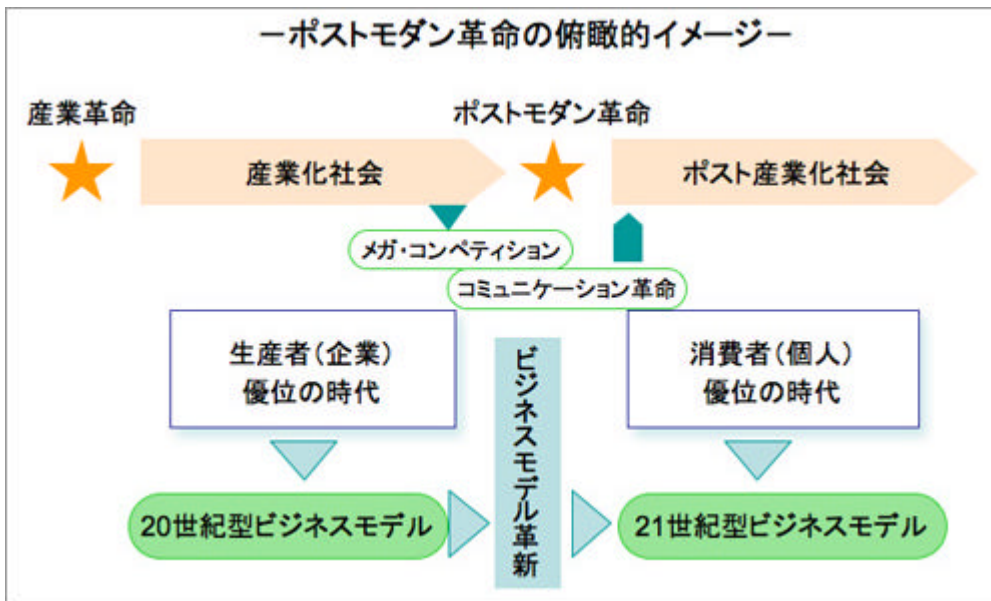 －ポストモダン革命の俯瞰的イメージ－
産業革命
ポストモダン革命
産業化社会
ポスト産業化社会
メガ・コンペティション
コミュニケーション革命
生産者（企業）
優位の時代
ビジネスモデル革新
消費者（個人）
優位の時代
20世紀型ビジネスモデル
21世紀型ビジネスモデル